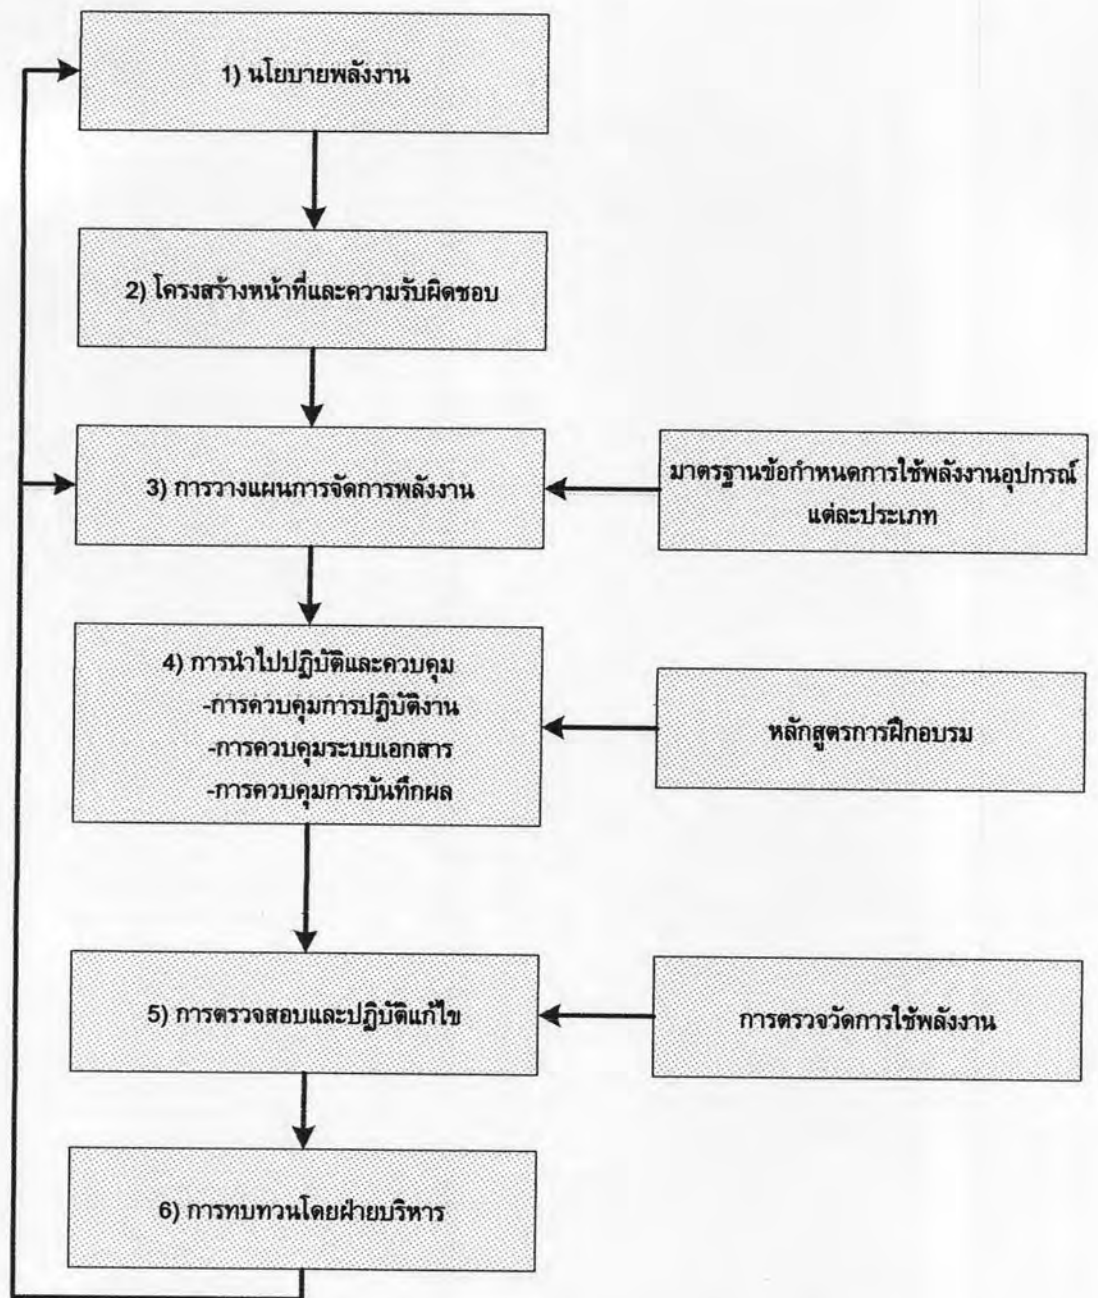 1) นโยบายพลังงาน
2) โครงสร้างหน้าที่และความรับผิดชอบ
3) การวางแผนการจัดการพลังงาน
มาตรฐานข้อกำหนดการใช้พลังงานอุปกรณ์
แต่ละประเภท
4) การนำไปปฏิบัติและควบคุม
-การควบคุมการปฏิบัติงาน
-การควบคุมระบบเอกสาร
-การควบคุมการบันทึกผล
หลักสูตรการฝึกอบรม
5) การตรวจสอบและปฏิบัติแก้ไข
การตรวจวัดการใช้พลังงาน
6) การทบทวนโดยฝ่ายบริหาร